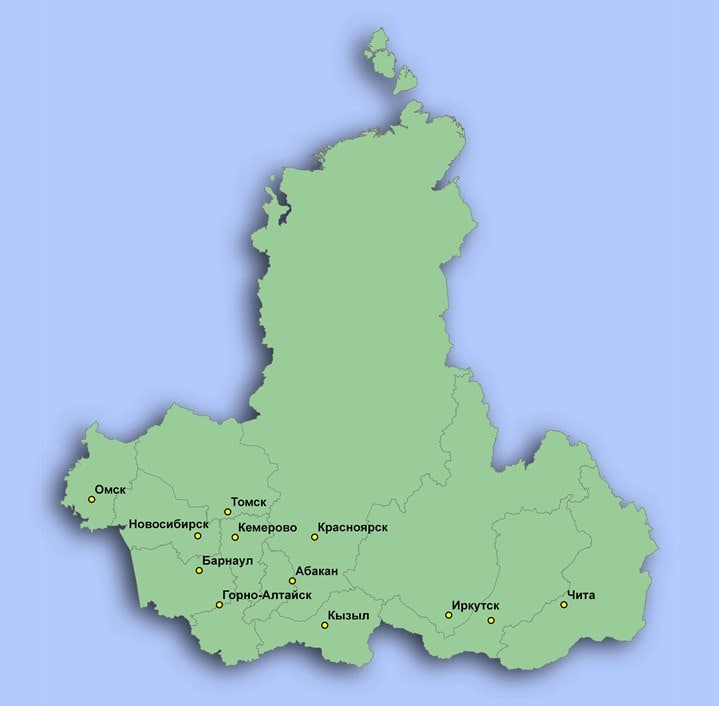 Омск
Томск
Новосибирск
Кемерово
Красноярск
Барнаул
Абакан
Горно-Алтайск
Чита
Иркутск
Кызыл